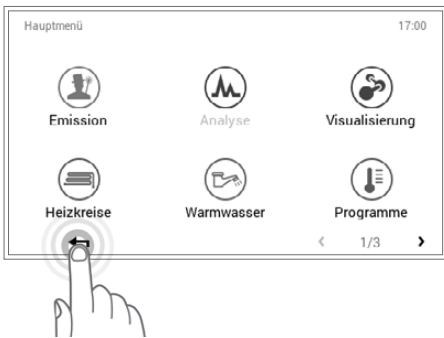 Hauptmenü 17:00
Emission Analyse Visualisierung
Heizkreise Warmwasser Programme
1/3